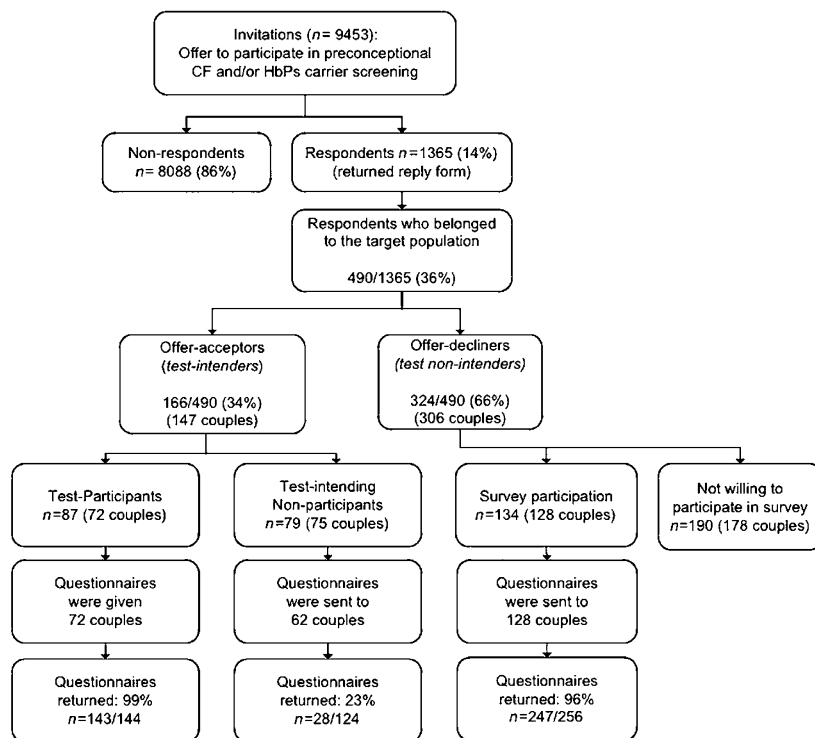 Invitations (n= 9453):
Offer to participate in preconceptional
CF and/or HbPs carrier screening
Non-respondents
n= 8088 (86%)
Respondents n=1365 (14%)
(returned reply form)
Respondents who belonged
to the target population
490/1365 (36%)
Offer-acceptors
(test-intenders)
166/490 (34%)
(147 couples)
Offer-decliners
(test non-intenders)
324/490 (66%)
(306 couples)
Test-Participants
n=87 (72 couples)
Test-intending
Non-participants
n=79 (75 couples)
Survey participation
n=134 (128 couples)
Not willing to
participate in survey
n=190 (178 couples)
Questionnaires
were given
72 couples
Questionnaires
were sent to
62 couples
Questionnaires
were sent to
128 couples
Questionnaires
returned: 99%
n=143/144
Questionnaires
returned: 23%
n=28/124
Questionnaires
returned: 96%
n=247/256